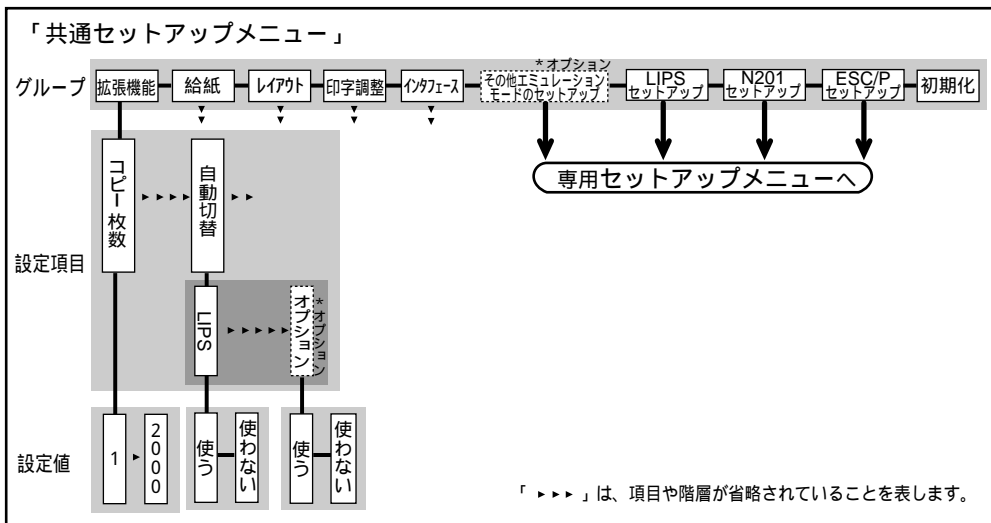 「共通セットアップメニュー」
グループ
拡張機能
給紙
レイアウト
印字調整
インタフェース
*オプション
その他エミュレーション
モードのセットアップ
LIPS
セットアップ
N201
セットアップ
ESC/P
セットアップ
初期化
専用セットアップメニューへ
設定項目
コピー枚数
自動切替
LIPS
オプション
*オプション
設定値
1
2000
使う
使わない
使う
使わない
「 ▸▸▸ 」は、項目や階層が省略されていることを表します。